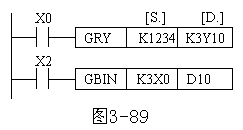 X0 [S.] [D.]
GRY K1234 K3Y10
X2
GBIN K3X0 D10
图3-89